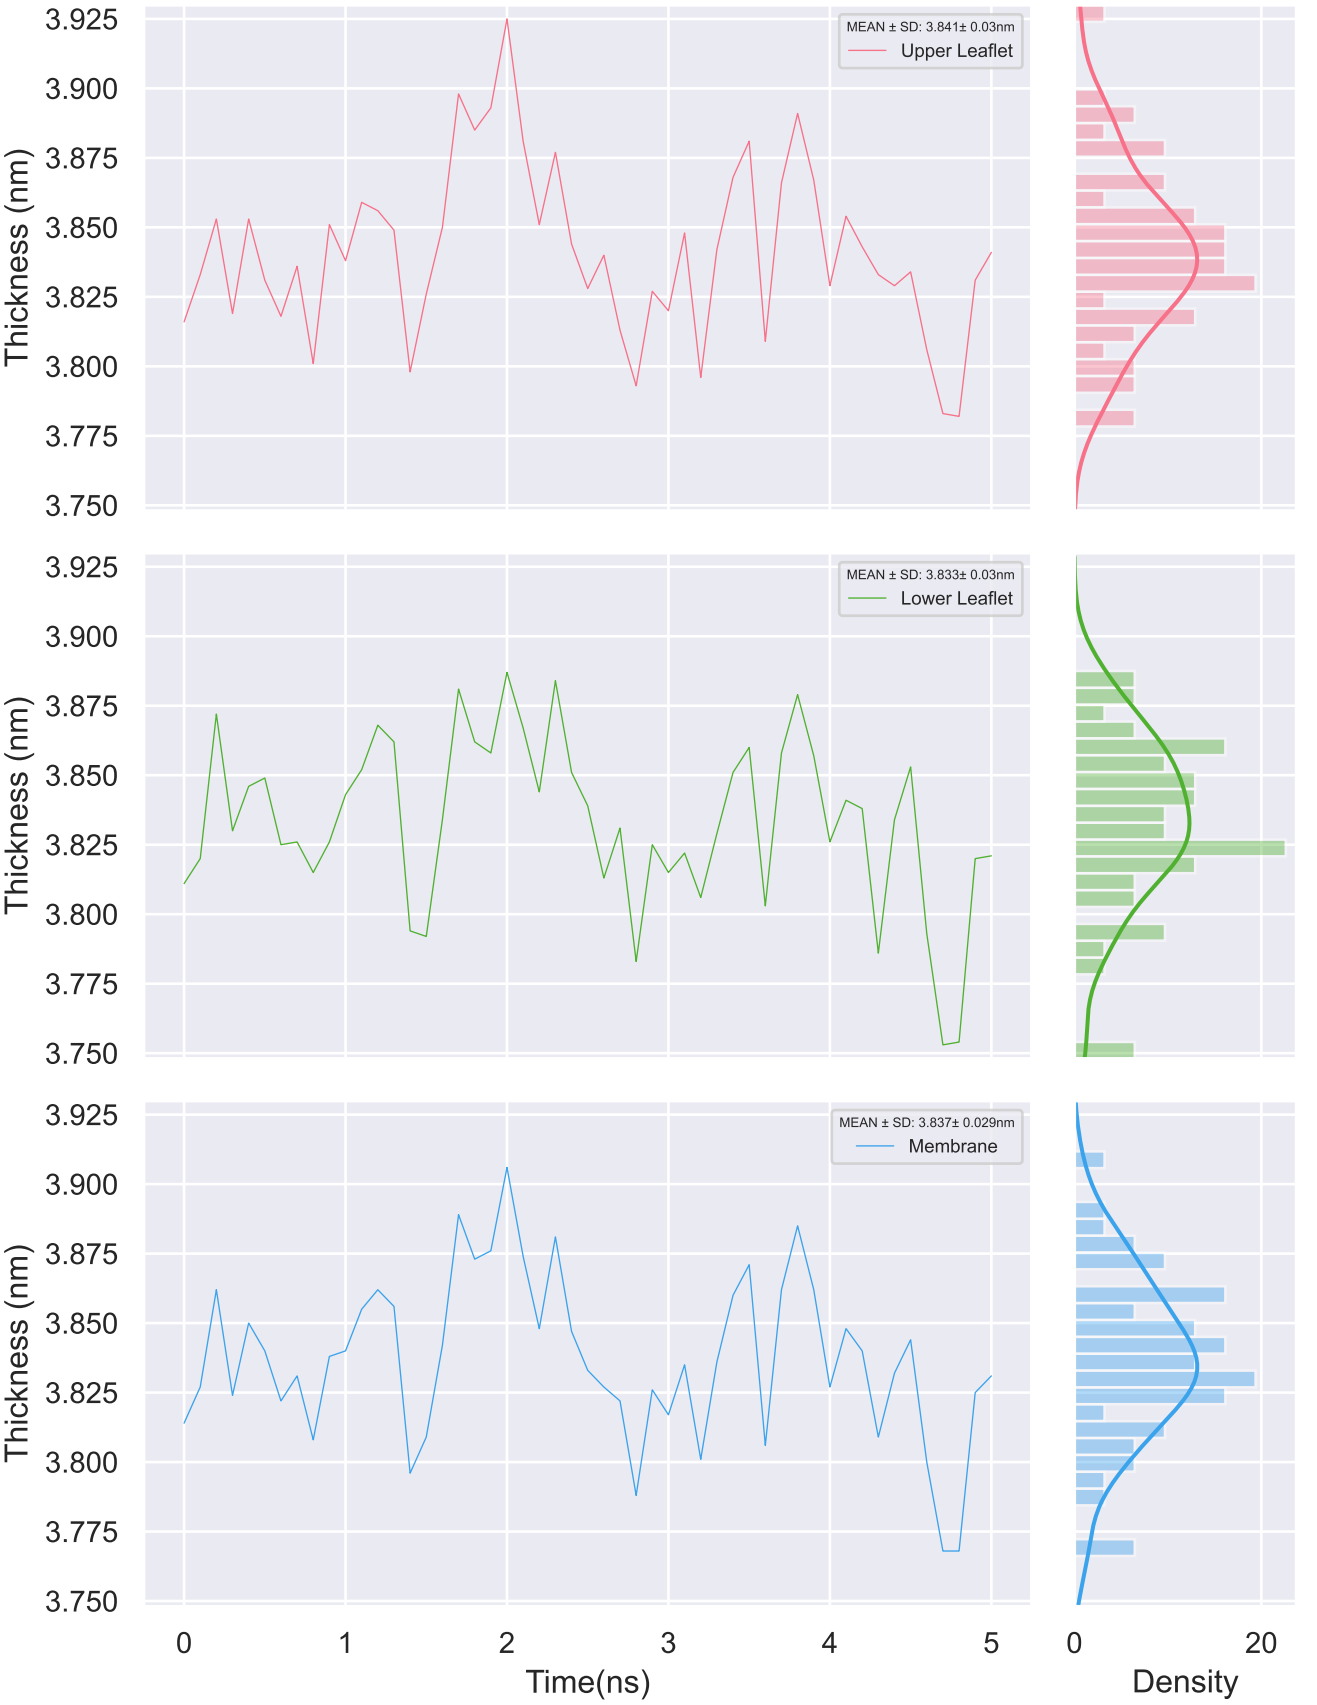 3.925
3.900
3.875
3.850
3.825
3.800
3.775
3.750
Thickness (nm)
MEAN ± SD: 3.841± 0.03nm
Upper Leaflet
3.925
3.900
3.875
3.850
3.825
3.800
3.775
3.750
Thickness (nm)
MEAN ± SD: 3.833± 0.03nm
Lower Leaflet
3.925
3.900
3.875
3.850
3.825
3.800
3.775
3.750
Thickness (nm)
MEAN ± SD: 3.837± 0.029nm
Membrane
0 1 2 3 4 5
Time(ns)
0 20
Density